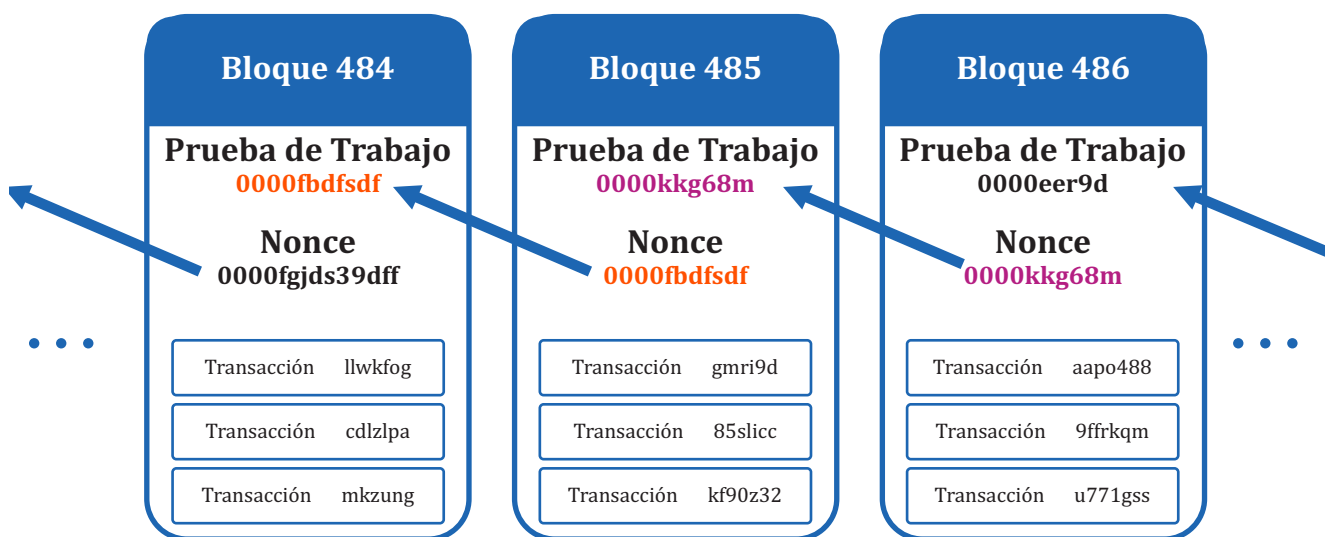 Bloque 484
Prueba de Trabajo
0000fbdfsdf
Nonce
0000fgjds39dff
Transacción llwkfog
Transacción cdlzlpa
Transacción mkzung
Bloque 485
Prueba de Trabajo
0000kkg68m
Nonce
0000fbdfsdf
Transacción gmri9d
Transacción 85slicc
Transacción kf90z32
Bloque 486
Prueba de Trabajo
0000eer9d
Nonce
0000kkg68m
Transacción aapo488
Transacción 9ffrkqm
Transacción u771gss